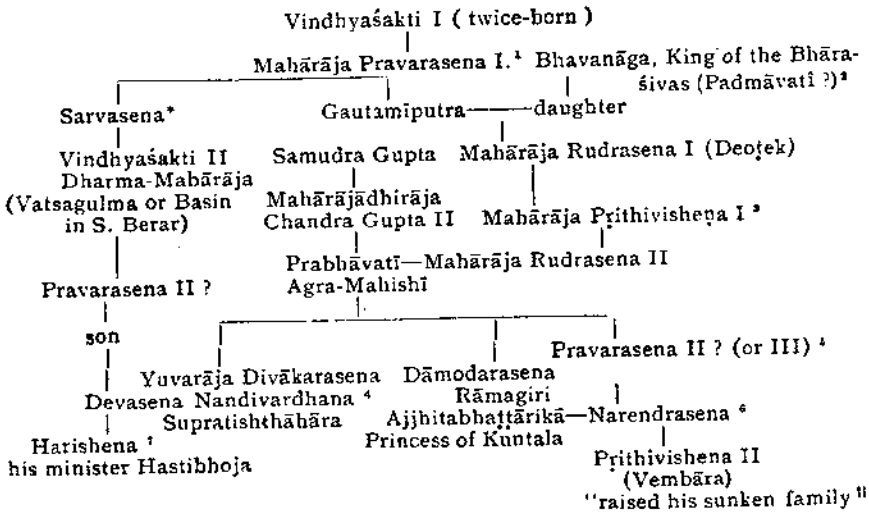 Vindhyaśakti I ( twice-born )
Mahārāja Pravarasena I.¹ Bhavanāga, King of the Bhāra-
śivas (Padmāvatī ?)²
Sarvasena* Gautamīputra——daughter
Vindhyaśakti II Samudra Gupta Mahārāja Rudrasena I (Deoṭek)
Dharma-Mahārāja
(Vatsagulma or Basin Mahārājādhirāja
in S. Berar) Chandra Gupta II Mahārāja Pṛithivisheṇa I ³
Prabhāvatī—Mahārāja Rudrasena II
Pravarasena II ? Agra-Mahishī
son Pravarasena II ? (or III) ⁴
Yuvarāja Divākarasena Dāmodarasena
Devasena Nandivardhana ⁴ Rāmagiri
Supratishthāhāra Ajjhitabhaṭṭārikā—Narendrasena ⁶
Harishena ⁷ Princess of Kuntala
his minister Hastibhoja Pṛithivisheṇa II
(Vembāra)
"raised his sunken family"